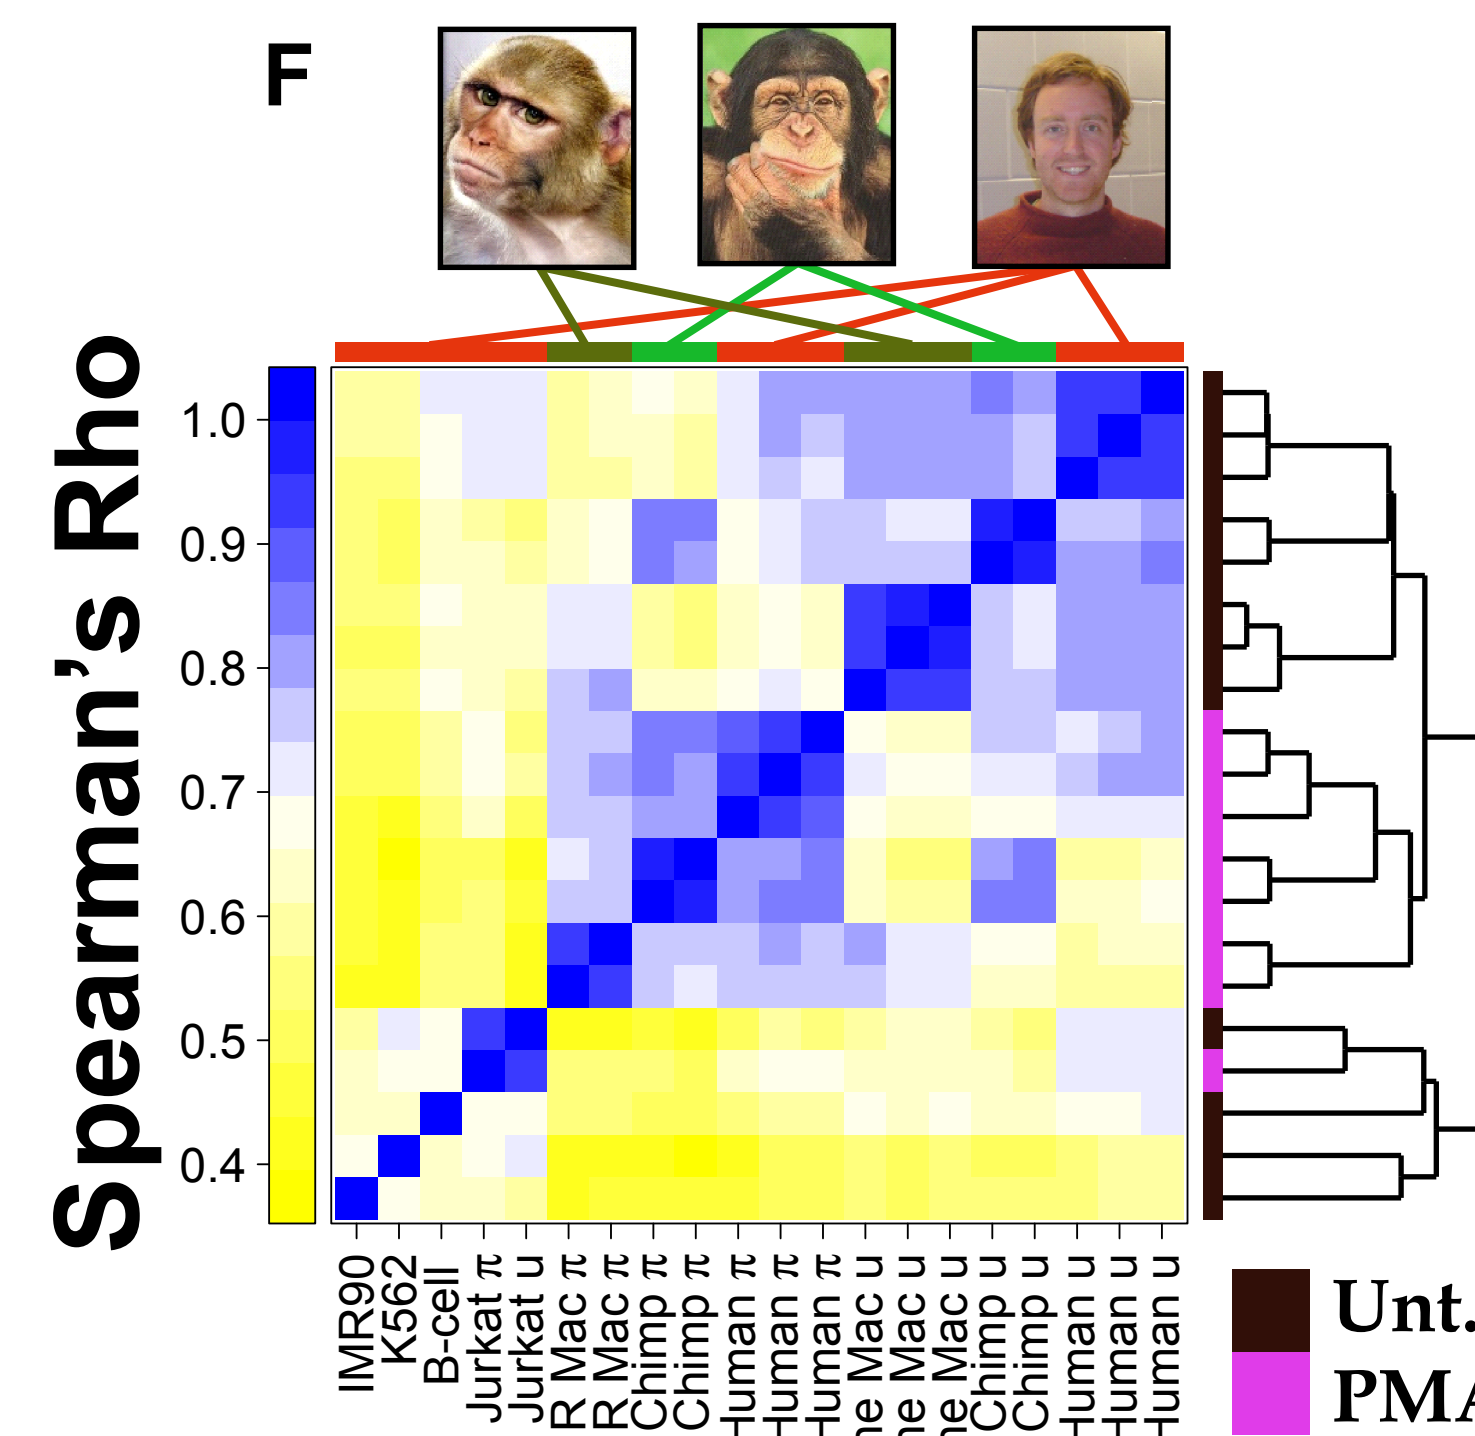 F
Spearman's Rho
1.0
0.9
0.8
0.7
0.6
0.5
0.4
IMR90
K562
B-cell
Jurkat π
Jurkat u
R Mac π
R Mac π
Chimp π
Chimp π
Human π
Human π
Human π
Mac u
Mac u
Mac u
Chimp u
Chimp u
Human u
Human u
Human u
Unt.
PMA